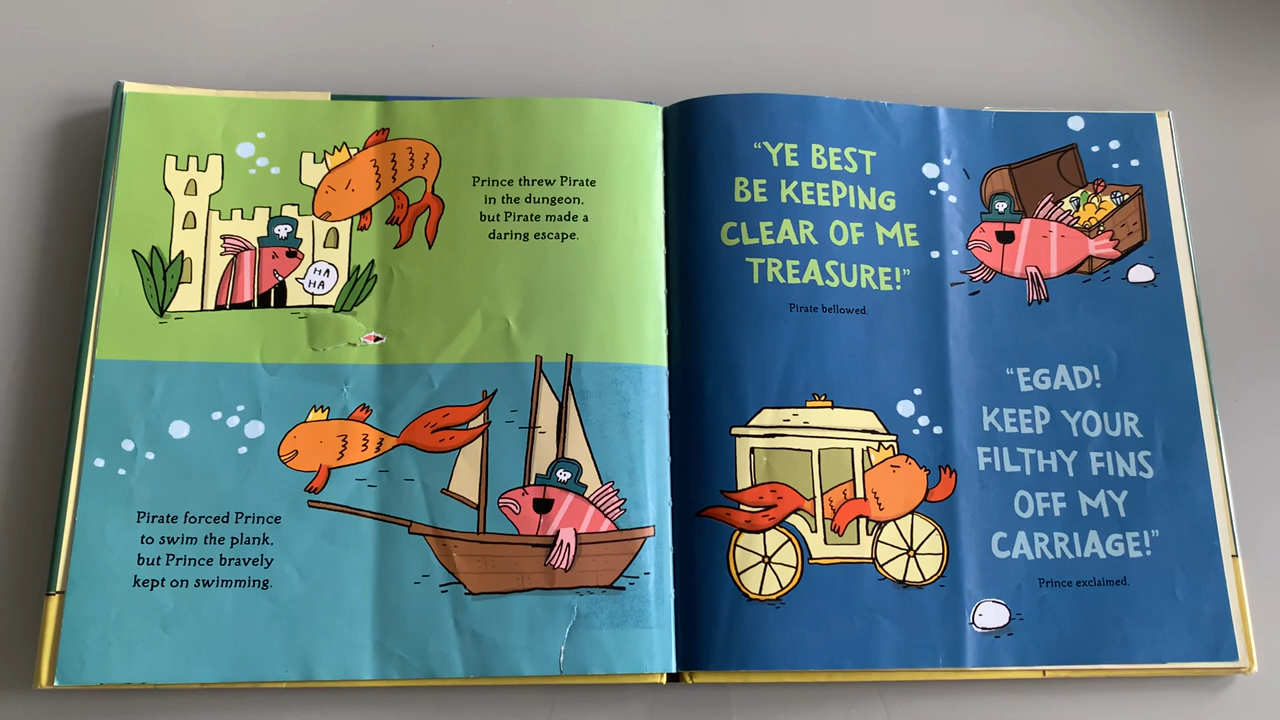 Prince threw Pirate
in the dungeon,
but Pirate made a
daring escape.
HA
HA
Pirate forced Prince
to swim the plank,
but Prince bravely
kept on swimming.
“YE BEST
BE KEEPING
CLEAR OF ME
TREASURE!”
Pirate bellowed.
“EGAD!
KEEP YOUR
FILTHY FINS
OFF MY
CARRIAGE!”
Prince exclaimed.